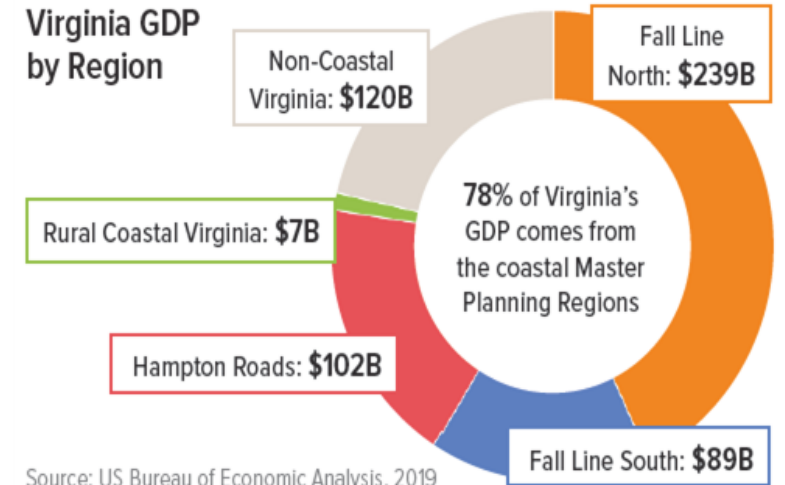 Virginia GDP
by Region
Non-Coastal
Virginia: $120B
Fall Line
North: $239B
78% of Virginia's
GDP comes from
the coastal Master
Planning Regions
Rural Coastal Virginia: $7B
Hampton Roads: $102B
Fall Line South: $89B
Source: US Bureau of Economic Analysis, 2019